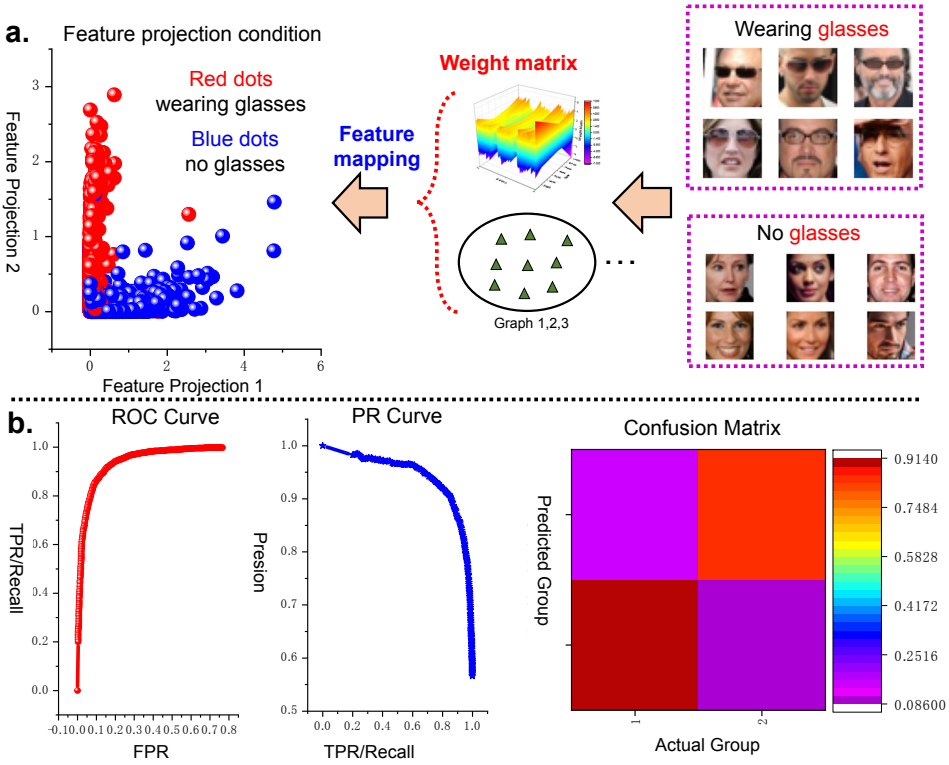 a.
Feature projection condition
Red dots
wearing glasses
Blue dots
no glasses
Feature Projection 2
3
2
1
0
0
2
4
6
Feature Projection 1
Feature
mapping
Weight matrix
Graph 1,2,3
...
Wearing glasses
No glasses
b.
ROC Curve
TPR/Recall
1.0
0.8
0.6
0.4
0.2
0.0
-0.1 0.0 0.1 0.2 0.3 0.4 0.5 0.6 0.7 0.8
FPR
PR Curve
Presion
1.0
0.9
0.8
0.7
0.6
0.5
0.0 0.2 0.4 0.6 0.8 1.0
TPR/Recall
Confusion Matrix
Predicted Group
1
2
Actual Group
0.9140
0.7484
0.5828
0.4172
0.2516
0.08600